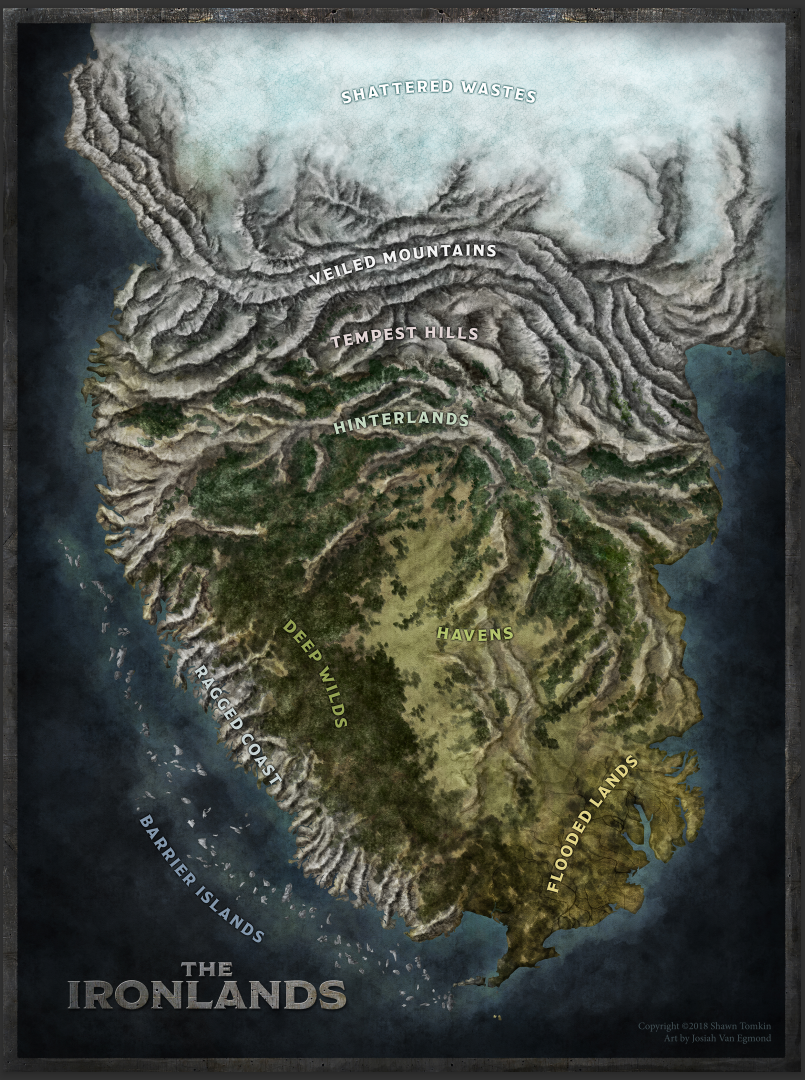 SHATTERED WASTES
VEILED MOUNTAINS
TEMPEST HILLS
HINTERLANDS
HAVENS
DEEP WILDS
RAGGED COAST
FLOODED LANDS
BARRIER ISLANDS
THE
IRONLANDS
Copyright ©2018 Shawn Tomkin
Art by Josiah Van Egmond